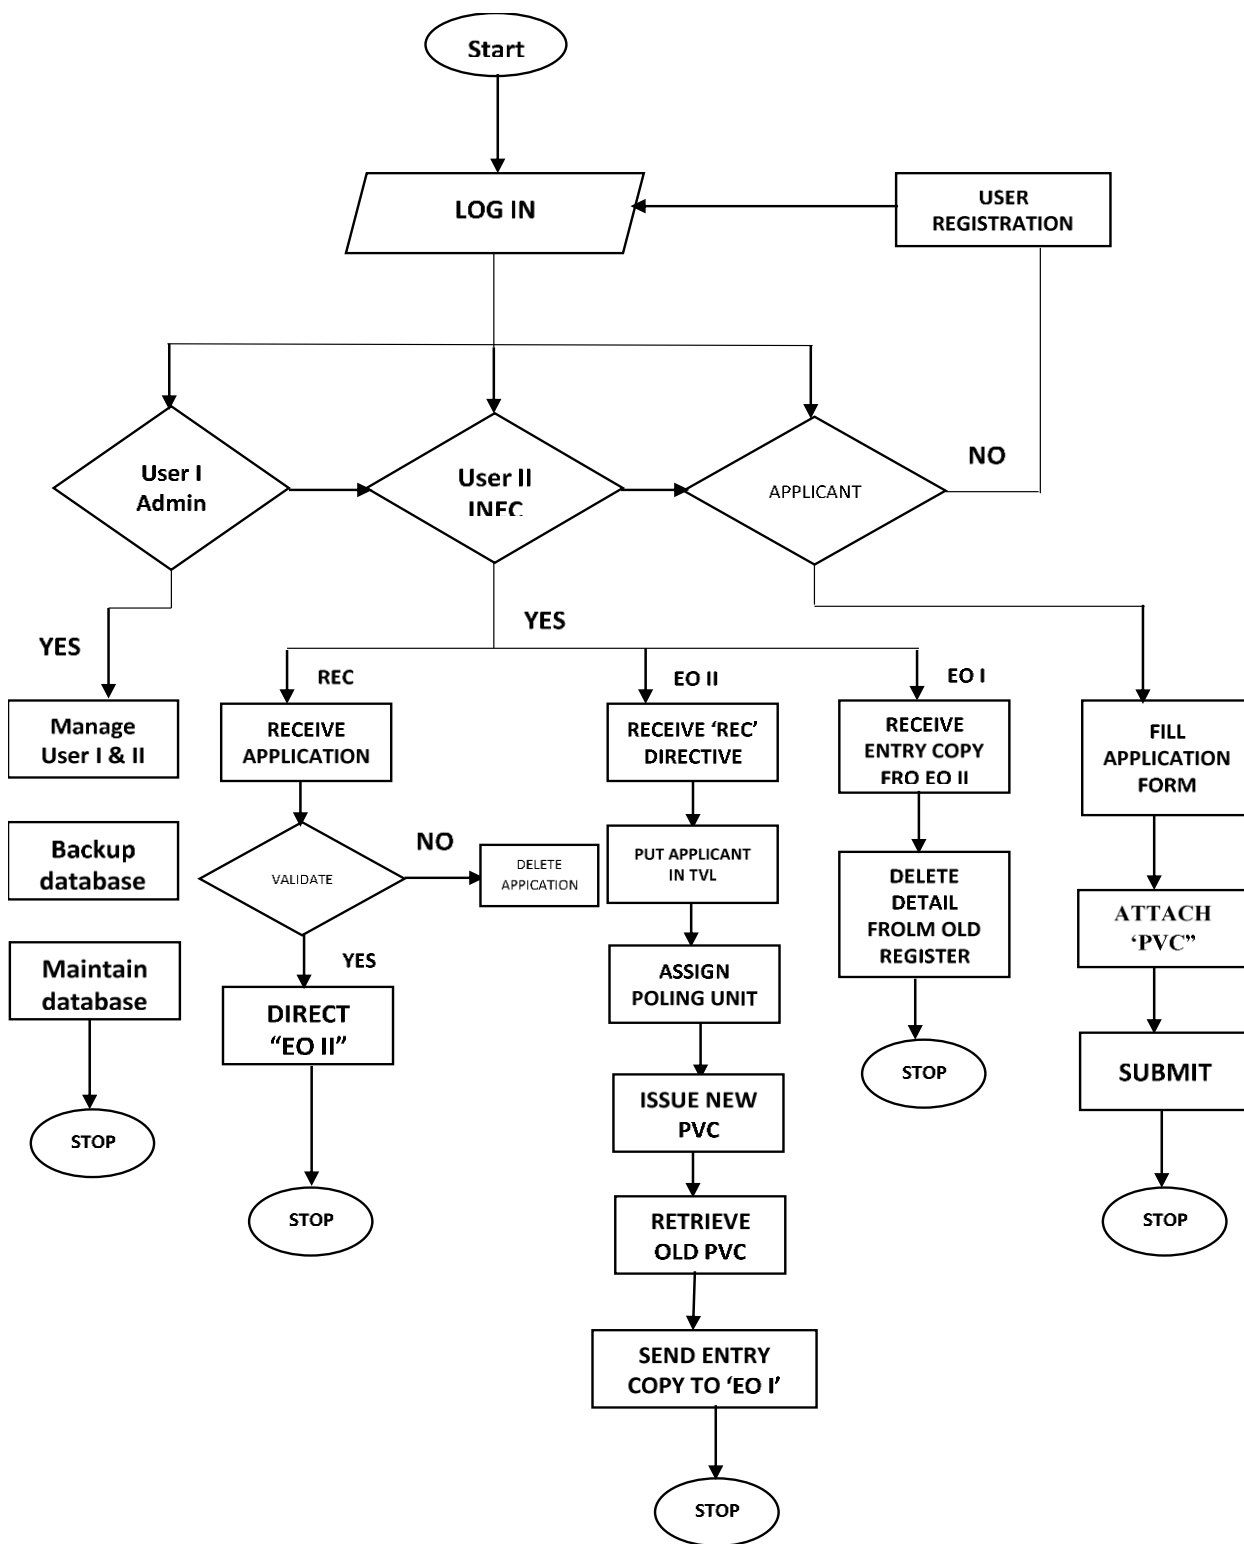 Start
LOG IN
USER
REGISTRATION
User I
Admin
User II
INEC
APPLICANT
NO
YES
YES
REC
EO II
EO I
Manage
User I & II
RECEIVE
APPLICATION
RECEIVE ‘REC’
DIRECTIVE
RECEIVE
ENTRY COPY
FRO EO II
FILL
APPLICATION
FORM
Backup
database
VALIDATE
NO
DELETE
APPICATION
PUT APPLICANT
IN TVL
DELETE
DETAIL
FROLM OLD
REGISTER
ATTACH
‘PVC”
Maintain
database
YES
DIRECT
“EO II”
ASSIGN
POLING UNIT
STOP
SUBMIT
ISSUE NEW
PVC
STOP
STOP
RETRIEVE
OLD PVC
STOP
SEND ENTRY
COPY TO ‘EO I’
STOP